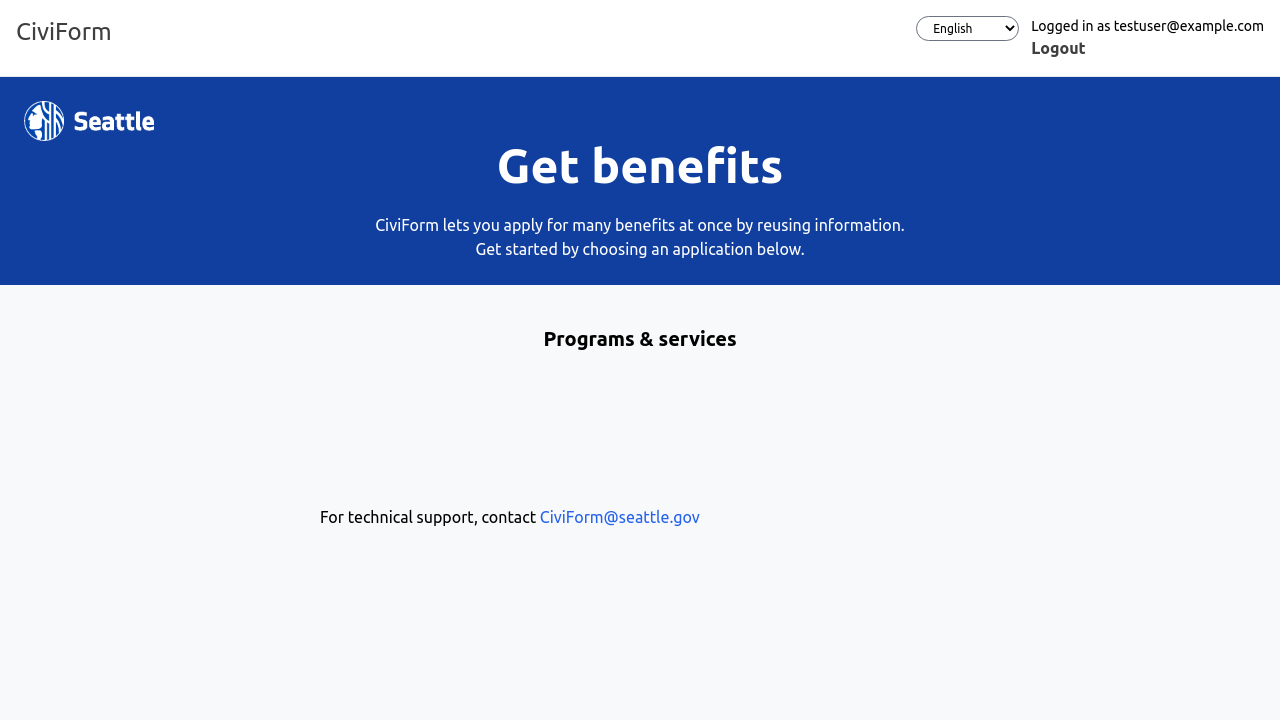 CiviForm
English
Logged in as testuser@example.com
Logout
Seattle
Get benefits
CiviForm lets you apply for many benefits at once by reusing information.
Get started by choosing an application below.
Programs & services
For technical support, contact CiviForm@seattle.gov